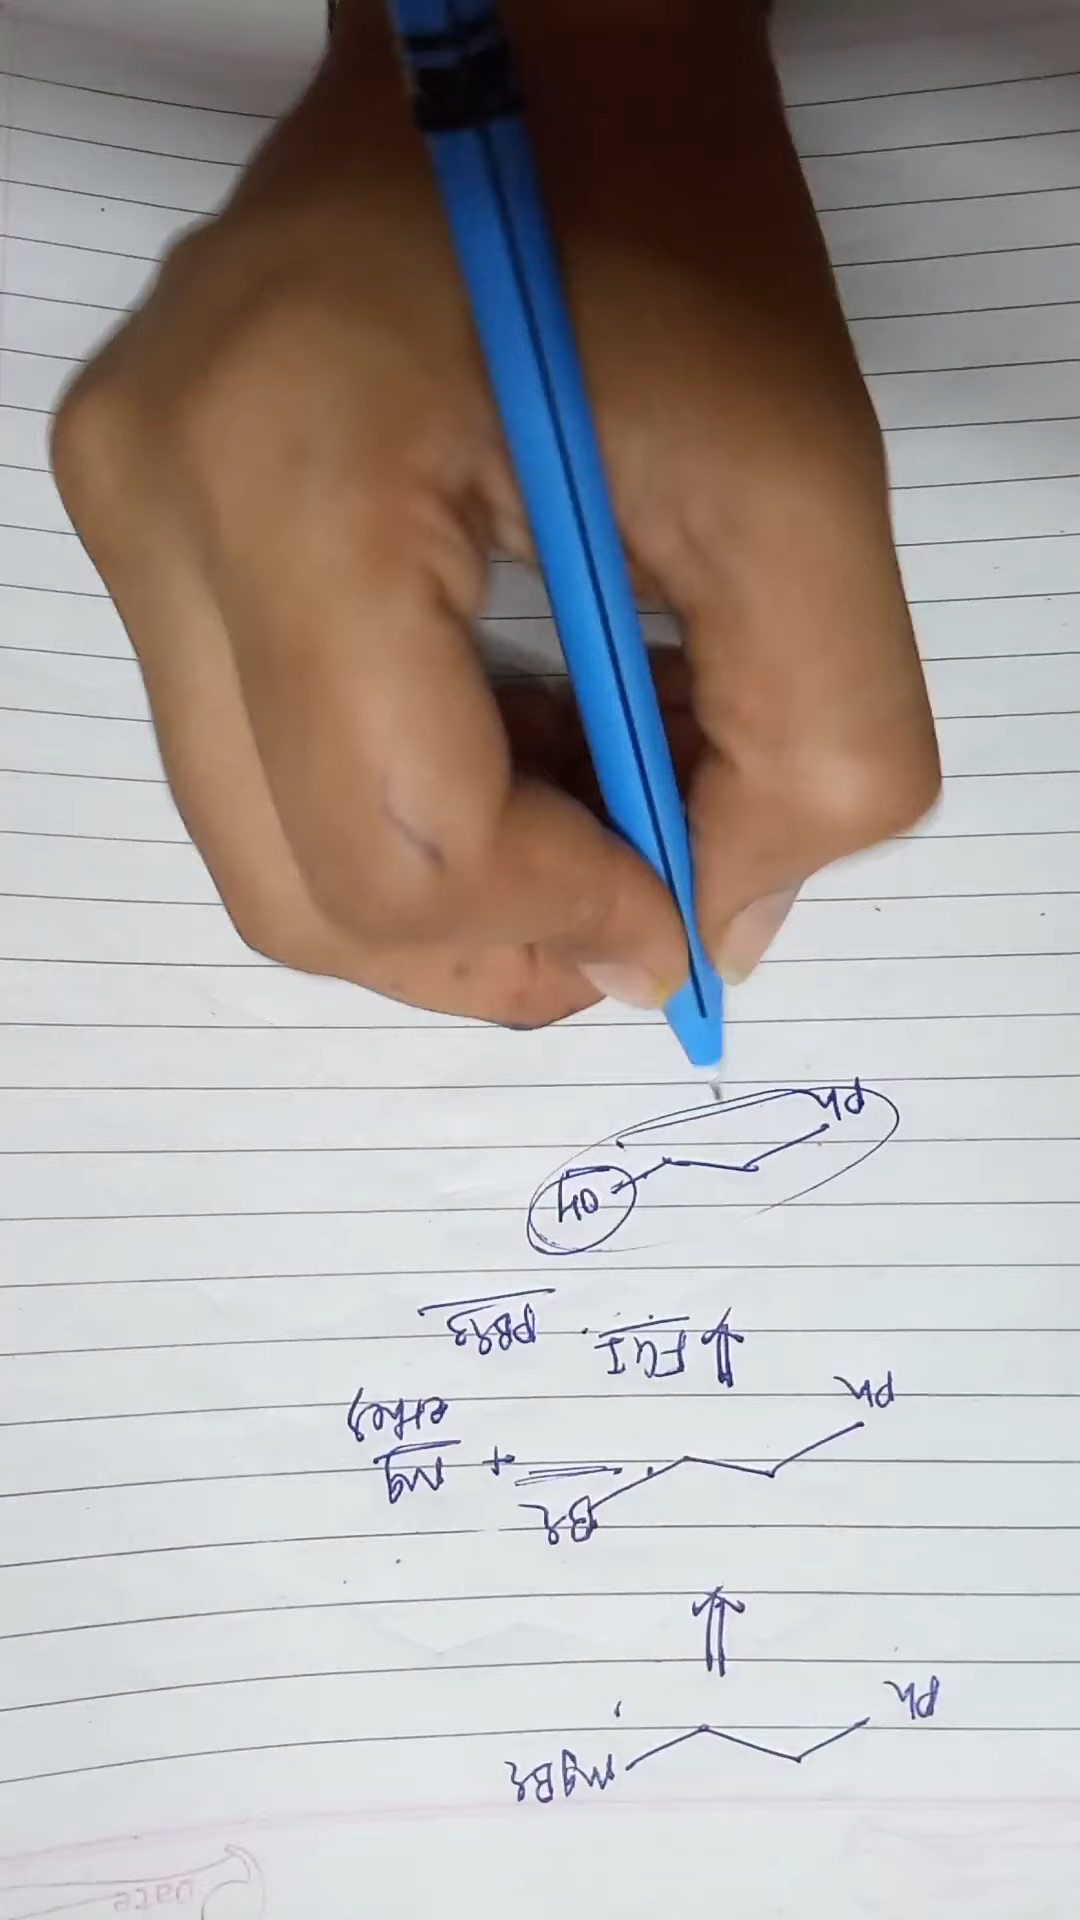 Date
Ph MgBr
Ph Br + Mg
ether
FGI PBr3
Ph OH